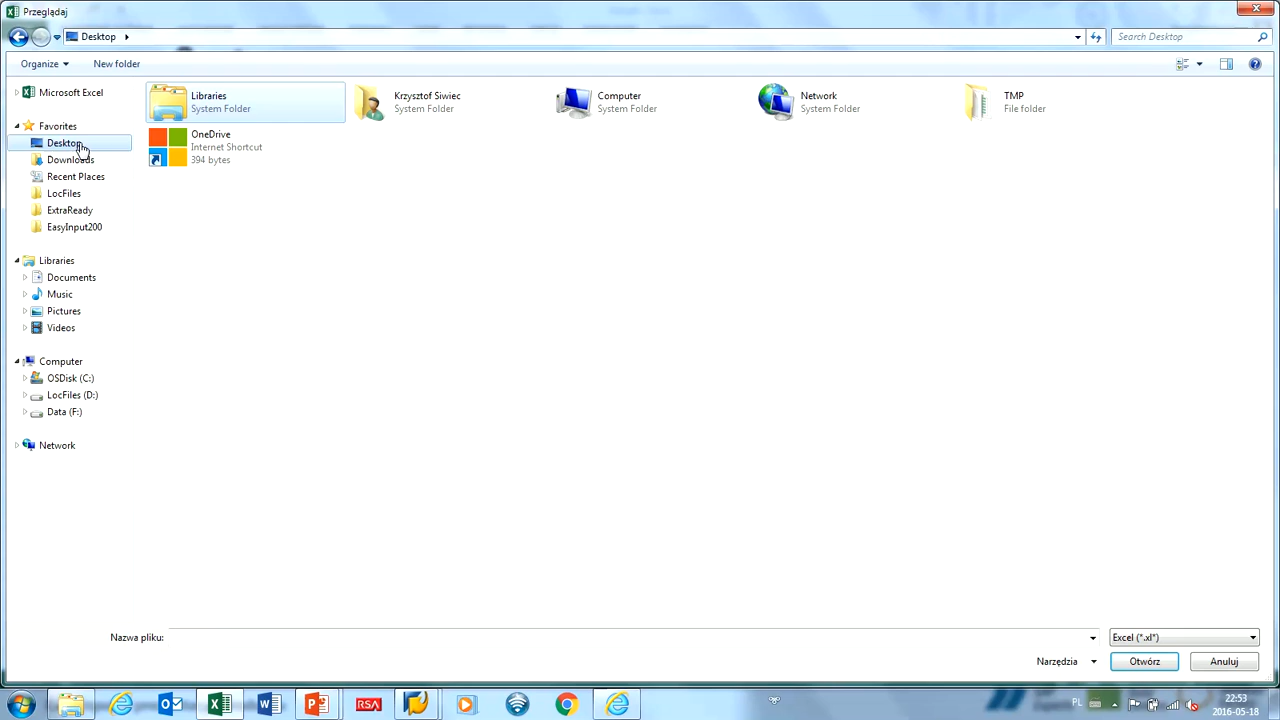 Przeglądaj
Desktop
Search Desktop
Organize
New folder
Microsoft Excel
Favorites
Desktop
Downloads
Recent Places
LocFiles
ExtraReady
EasyInput200
Libraries
Documents
Music
Pictures
Videos
Computer
OSDisk (C:)
LocFiles (D:)
Data (F:)
Network
Libraries
System Folder
Krzysztof Siwiec
System Folder
Computer
System Folder
Network
System Folder
TMP
File folder
OneDrive
Internet Shortcut
394 bytes
Nazwa pliku:
Excel (*.xl*)
Narzędzia
Otwórz
Anuluj
RSA
PL
22:53
2016-05-18